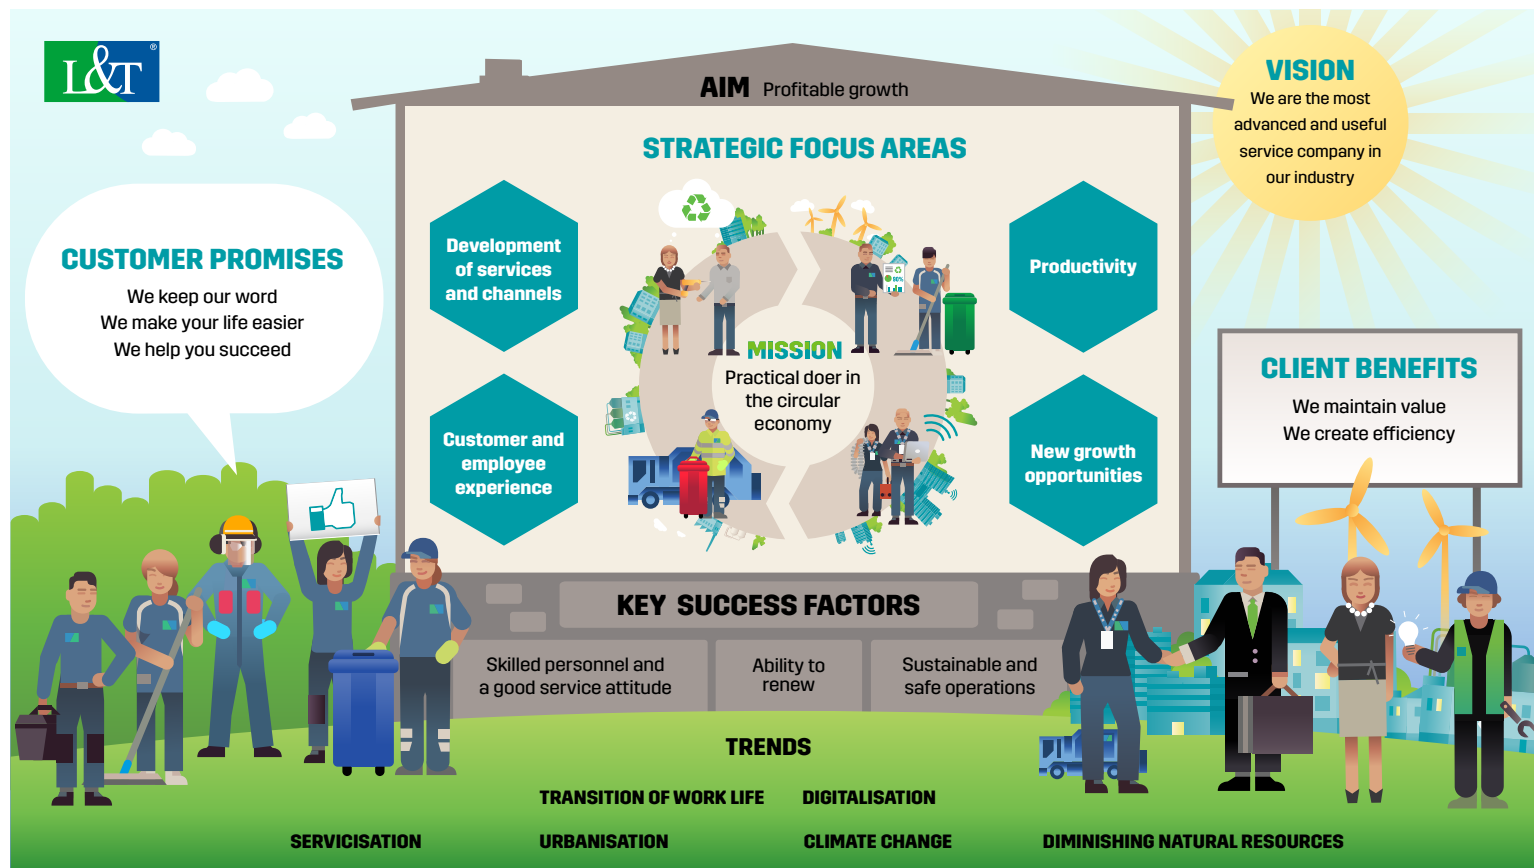 L&T®
AIM Profitable growth
VISION
We are the most
advanced and useful
service company in
our industry
STRATEGIC FOCUS AREAS
CUSTOMER PROMISES
We keep our word
We make your life easier
We help you succeed
Development
of services
and channels
Productivity
80%
MISSION
Practical doer in
the circular
economy
Customer and
employee
experience
New growth
opportunities
CLIENT BENEFITS
We maintain value
We create efficiency
KEY SUCCESS FACTORS
Skilled personnel and
a good service attitude
Ability to
renew
Sustainable and
safe operations
TRENDS
TRANSITION OF WORK LIFE DIGITALISATION
SERVICISATION URBANISATION CLIMATE CHANGE DIMINISHING NATURAL RESOURCES